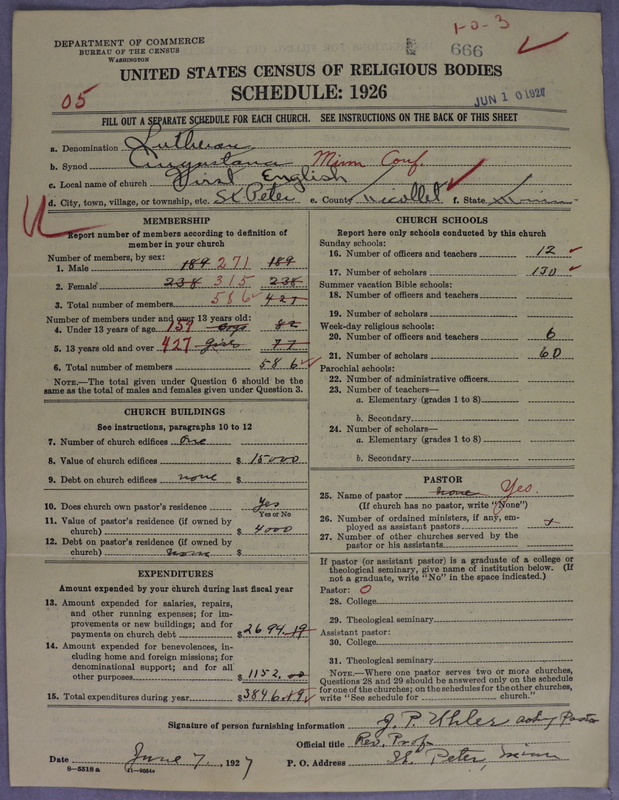 1-0-3
666
DEPARTMENT OF COMMERCE
BUREAU OF THE CENSUS
WASHINGTON
UNITED STATES CENSUS OF RELIGIOUS BODIES
SCHEDULE: 1926
05
JUN 10 1927
FILL OUT A SEPARATE SCHEDULE FOR EACH CHURCH. SEE INSTRUCTIONS ON THE BACK OF THIS SHEET
a. Denomination Lutheran
b. Synod Augustana Minn Conf.
c. Local name of church First English
d. City, town, village, or township, etc. St Peter e. County Nicollet f. State Minn
MEMBERSHIP
Report number of members according to definition of
member in your church
Number of members, by sex:
1. Male 189 271 189
2. Female 238 315 238
3. Total number of members 586 427
Number of members under and over 13 years old:
4. Under 13 years of age 159 boys 82
5. 13 years old and over 427 girls 77
6. Total number of members 586
NOTE.—The total given under Question 6 should be the
same as the total of males and females given under Question 3.
CHURCH BUILDINGS
See instructions, paragraphs 10 to 12
7. Number of church edifices one
8. Value of church edifices $ 15000
9. Debt on church edifices none $
10. Does church own pastor's residence Yes
Yes or No
11. Value of pastor's residence (if owned by
church) $ 4000
12. Debt on pastor's residence (if owned by
church) none $
EXPENDITURES
Amount expended by your church during last fiscal year
13. Amount expended for salaries, repairs,
and other running expenses; for im-
provements or new buildings; and for
payments on church debt $ 2694.19
14. Amount expended for benevolences, in-
cluding home and foreign missions; for
denominational support; and for all
other purposes $ 1152.00
15. Total expenditures during year $ 3846.19
CHURCH SCHOOLS
Report here only schools conducted by this church
Sunday schools:
16. Number of officers and teachers 12
17. Number of scholars 130
Summer vacation Bible schools:
18. Number of officers and teachers
19. Number of scholars
Week-day religious schools:
20. Number of officers and teachers 6
21. Number of scholars 60
Parochial schools:
22. Number of administrative officers
23. Number of teachers—
a. Elementary (grades 1 to 8)
b. Secondary
24. Number of scholars—
a. Elementary (grades 1 to 8)
b. Secondary
PASTOR
25. Name of pastor none Yes.
(If church has no pastor, write "None")
26. Number of ordained ministers, if any, em-
ployed as assistant pastors
27. Number of other churches served by the
pastor or his assistants
If pastor (or assistant pastor) is a graduate of a college or
theological seminary, give name of institution below. (If
not a graduate, write "No" in the space indicated.)
Pastor: 0
28. College
29. Theological seminary
Assistant pastor:
30. College
31. Theological seminary
NOTE.—Where one pastor serves two or more churches,
Questions 28 and 29 should be answered only on the schedule
for one of the churches; on the schedules for the other churches,
write "See schedule for church."
Signature of person furnishing information J. P. Uhler acting Pastor
Official title Rev. Prof.
Date June 7, 1927 P. O. Address St. Peter, Minn
8—5518a